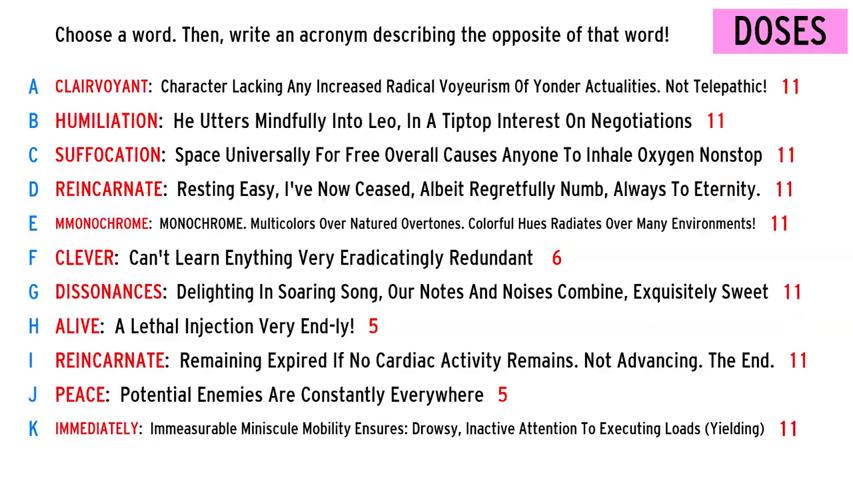 Choose a word. Then, write an acronym describing the opposite of that word!
DOSES
A CLAIRVOYANT: Character Lacking Any Increased Radical Voyeurism Of Yonder Actualities. Not Telepathic! 11
B HUMILIATION: He Utters Mindfully Into Leo, In A Tiptop Interest On Negotiations 11
C SUFFOCATION: Space Universally For Free Overall Causes Anyone To Inhale Oxygen Nonstop 11
D REINCARNATE: Resting Easy, I've Now Ceased, Albeit Regretfully Numb, Always To Eternity. 11
E MMONOCHROME: MONOCHROME. Multicolors Over Natured Overtones. Colorful Hues Radiates Over Many Environments! 11
F CLEVER: Can't Learn Enything Very Eradicatingly Redundant 6
G DISSONANCES: Delighting In Soaring Song, Our Notes And Noises Combine, Exquisitely Sweet 11
H ALIVE: A Lethal Injection Very End-ly! 5
I REINCARNATE: Remaining Expired If No Cardiac Activity Remains. Not Advancing. The End. 11
J PEACE: Potential Enemies Are Constantly Everywhere 5
K IMMEDIATELY: Immeasurable Miniscule Mobility Ensures: Drowsy, Inactive Attention To Executing Loads (Yielding) 11